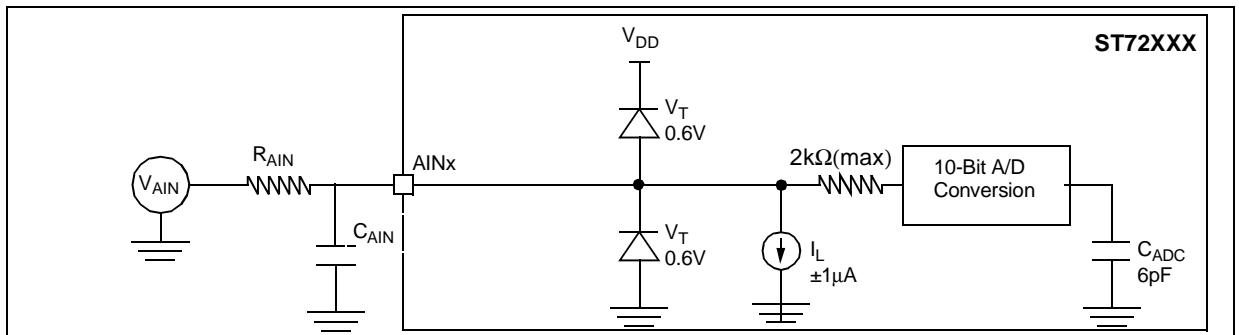 ST72XXX
V_DD
V_T
0.6V
R_AIN
AINx
2kΩ(max)
10-Bit A/D
Conversion
V_AIN
C_AIN
V_T
0.6V
I_L
±1μA
C_ADC
6pF